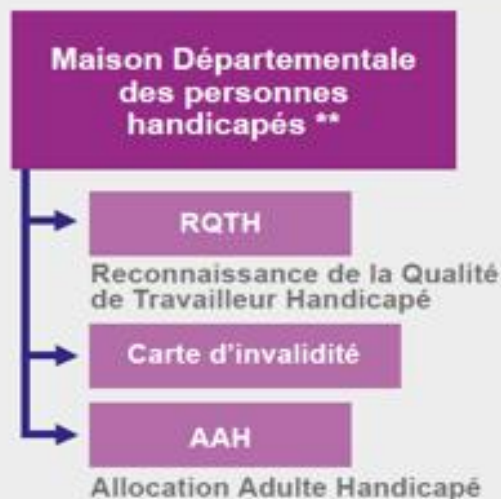 Maison Départementale
des personnes
handicapés **
RQTH
Reconnaissance de la Qualité
de Travailleur Handicapé
Carte d'invalidité
AAH
Allocation Adulte Handicapé